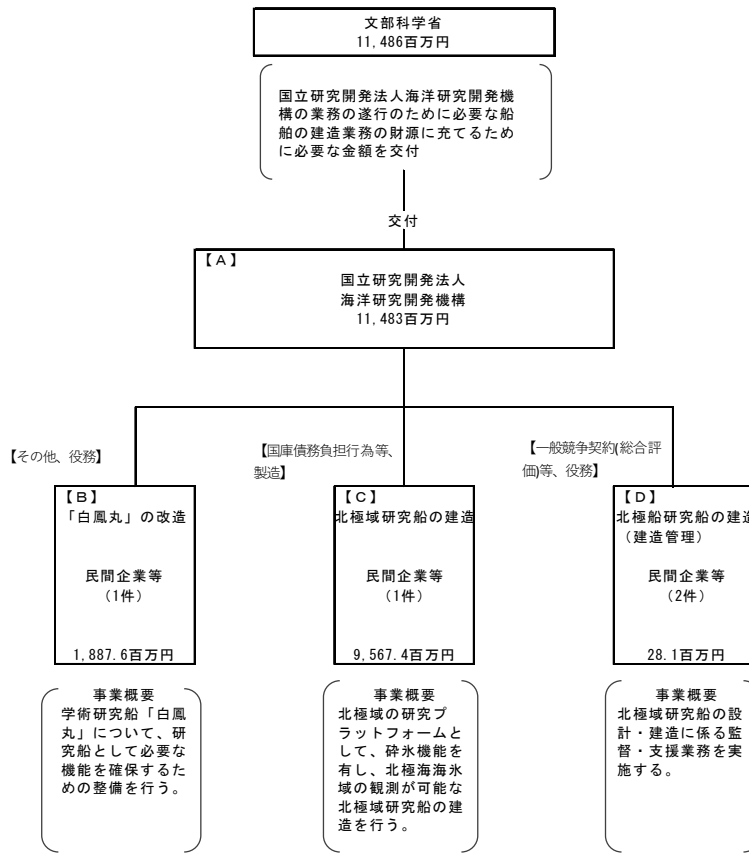 文部科学省
11,486百万円
国立研究開発法人海洋研究開発機
構の業務の遂行のために必要な船
舶の建造業務の財源に充てるため
に必要な金額を交付
交付
【A】
国立研究開発法人
海洋研究開発機構
11,483百万円
【その他、役務】
【B】
「白鳳丸」の改造
民間企業等
（1件）
1,887.6百万円
事業概要
学術研究船「白鳳
丸」について、研
究船として必要な
機能を確保するた
めの整備を行う。
【国庫債務負担行為等、
製造】
【C】
北極域研究船の建造
民間企業等
（1件）
9,567.4百万円
事業概要
北極域の研究プ
ラットフォームと
して、砕氷機能を
有し、北極海海氷
域の観測が可能な
北極域研究船の建
造を行う。
【一般競争契約(総合評
価)等、役務】
【D】
北極船研究船の建造
（建造管理）
民間企業等
（2件）
28.1百万円
事業概要
北極域研究船の設
計・建造に係る監
督・支援業務を実
施する。